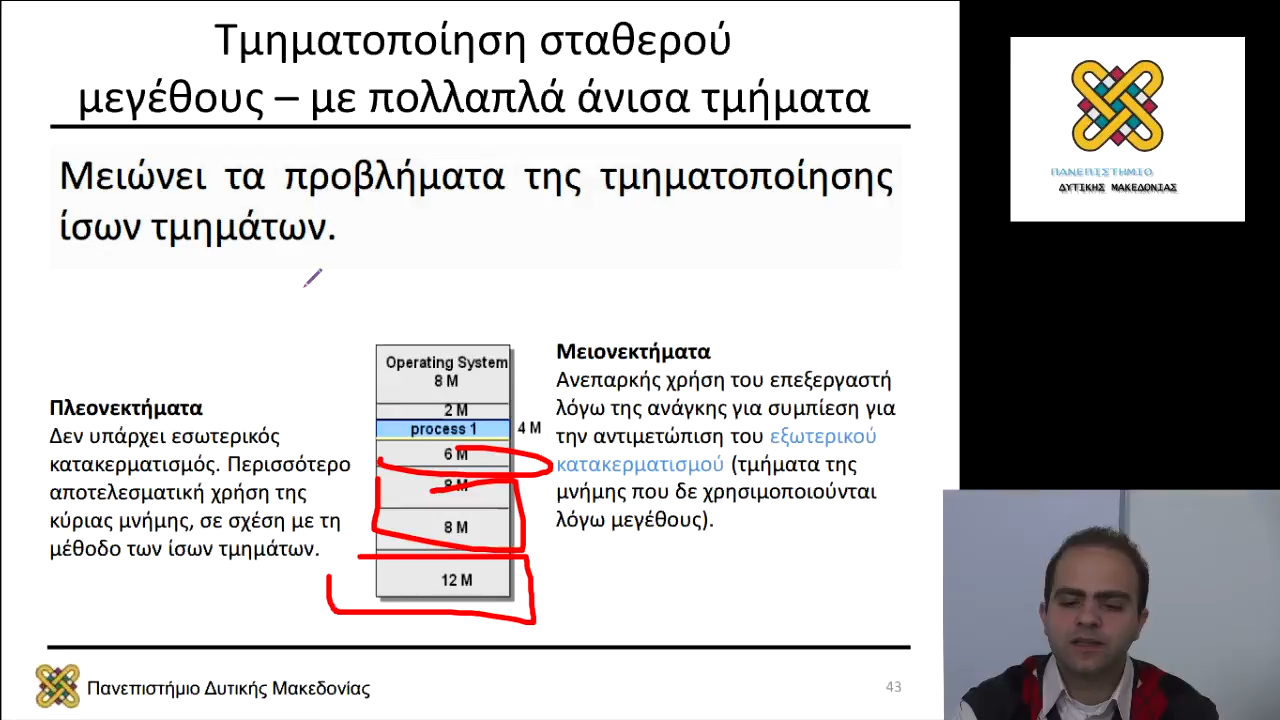 Τμηματοποίηση σταθερού
μεγέθους – με πολλαπλά άνισα τμήματα
Μειώνει τα προβλήματα της τμηματοποίησης
ίσων τμημάτων.
Πλεονεκτήματα
Δεν υπάρχει εσωτερικός
κατακερματισμός. Περισσότερο
αποτελεσματική χρήση της
κύριας μνήμης, σε σχέση με τη
μέθοδο των ίσων τμημάτων.
Operating System
8 M
2 M
process 1
4 M
6 M
8 M
8 M
12 M
Μειονεκτήματα
Ανεπαρκής χρήση του επεξεργαστή
λόγω της ανάγκης για συμπίεση για
την αντιμετώπιση του εξωτερικού
κατακερματισμού (τμήματα της
μνήμης που δε χρησιμοποιούνται
λόγω μεγέθους).
Πανεπιστήμιο Δυτικής Μακεδονίας
43
ΠΑΝΕΠΙΣΤΗΜΙΟ
ΔΥΤΙΚΗΣ ΜΑΚΕΔΟΝΙΑΣ